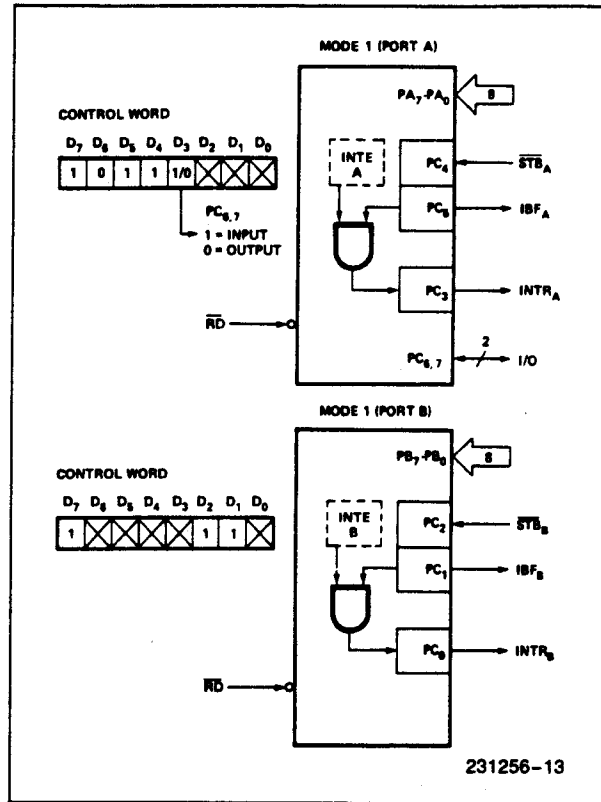 MODE 1 (PORT A)
PA7-PA0
8
CONTROL WORD
D7 D6 D5 D4 D3 D2 D1 D0
1 0 1 1 1/0
PC6,7
1 = INPUT
0 = OUTPUT
INTE
A
PC4
STBA
PC5
IBFA
PC3
INTRA
RD
PC6,7
2
I/O
MODE 1 (PORT B)
PB7-PB0
8
CONTROL WORD
D7 D6 D5 D4 D3 D2 D1 D0
1 1 1
INTE
B
PC2
STBB
PC1
IBFB
PC0
INTRB
RD
231256-13